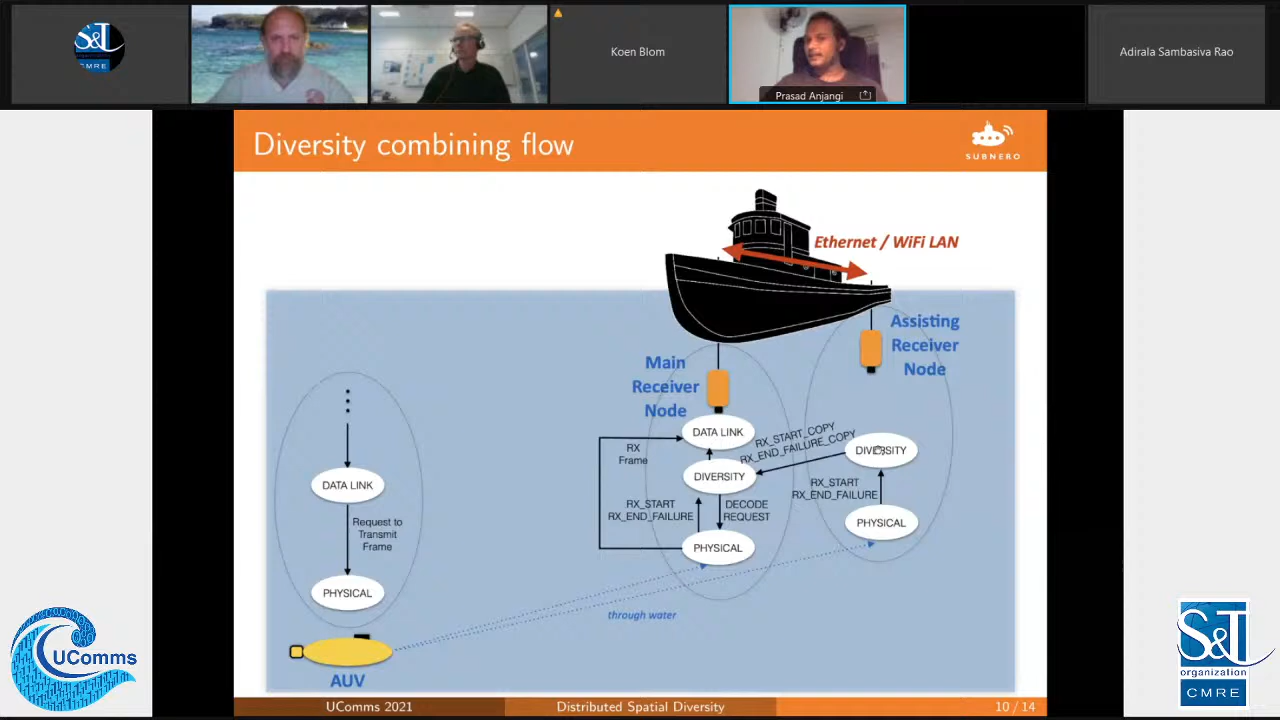 S&T
CMRE
Koen Blom
Prasad Anjangi
Adirala Sambasiva Rao
Diversity combining flow
SUBNERO
Ethernet / WiFi LAN
Assisting
Receiver
Node
Main
Receiver
Node
DATA LINK
RX_START_COPY
RX_END_FAILURE_COPY
RX
Frame
DIVERSITY
DIVERSITY
RX_START
RX_END_FAILURE
DECODE
REQUEST
RX_START
RX_END_FAILURE
PHYSICAL
PHYSICAL
DATA LINK
Request to
Transmit
Frame
PHYSICAL
through water
AUV
UComms
S&T
organization
CMRE
UComms 2021
Distributed Spatial Diversity
10 / 14